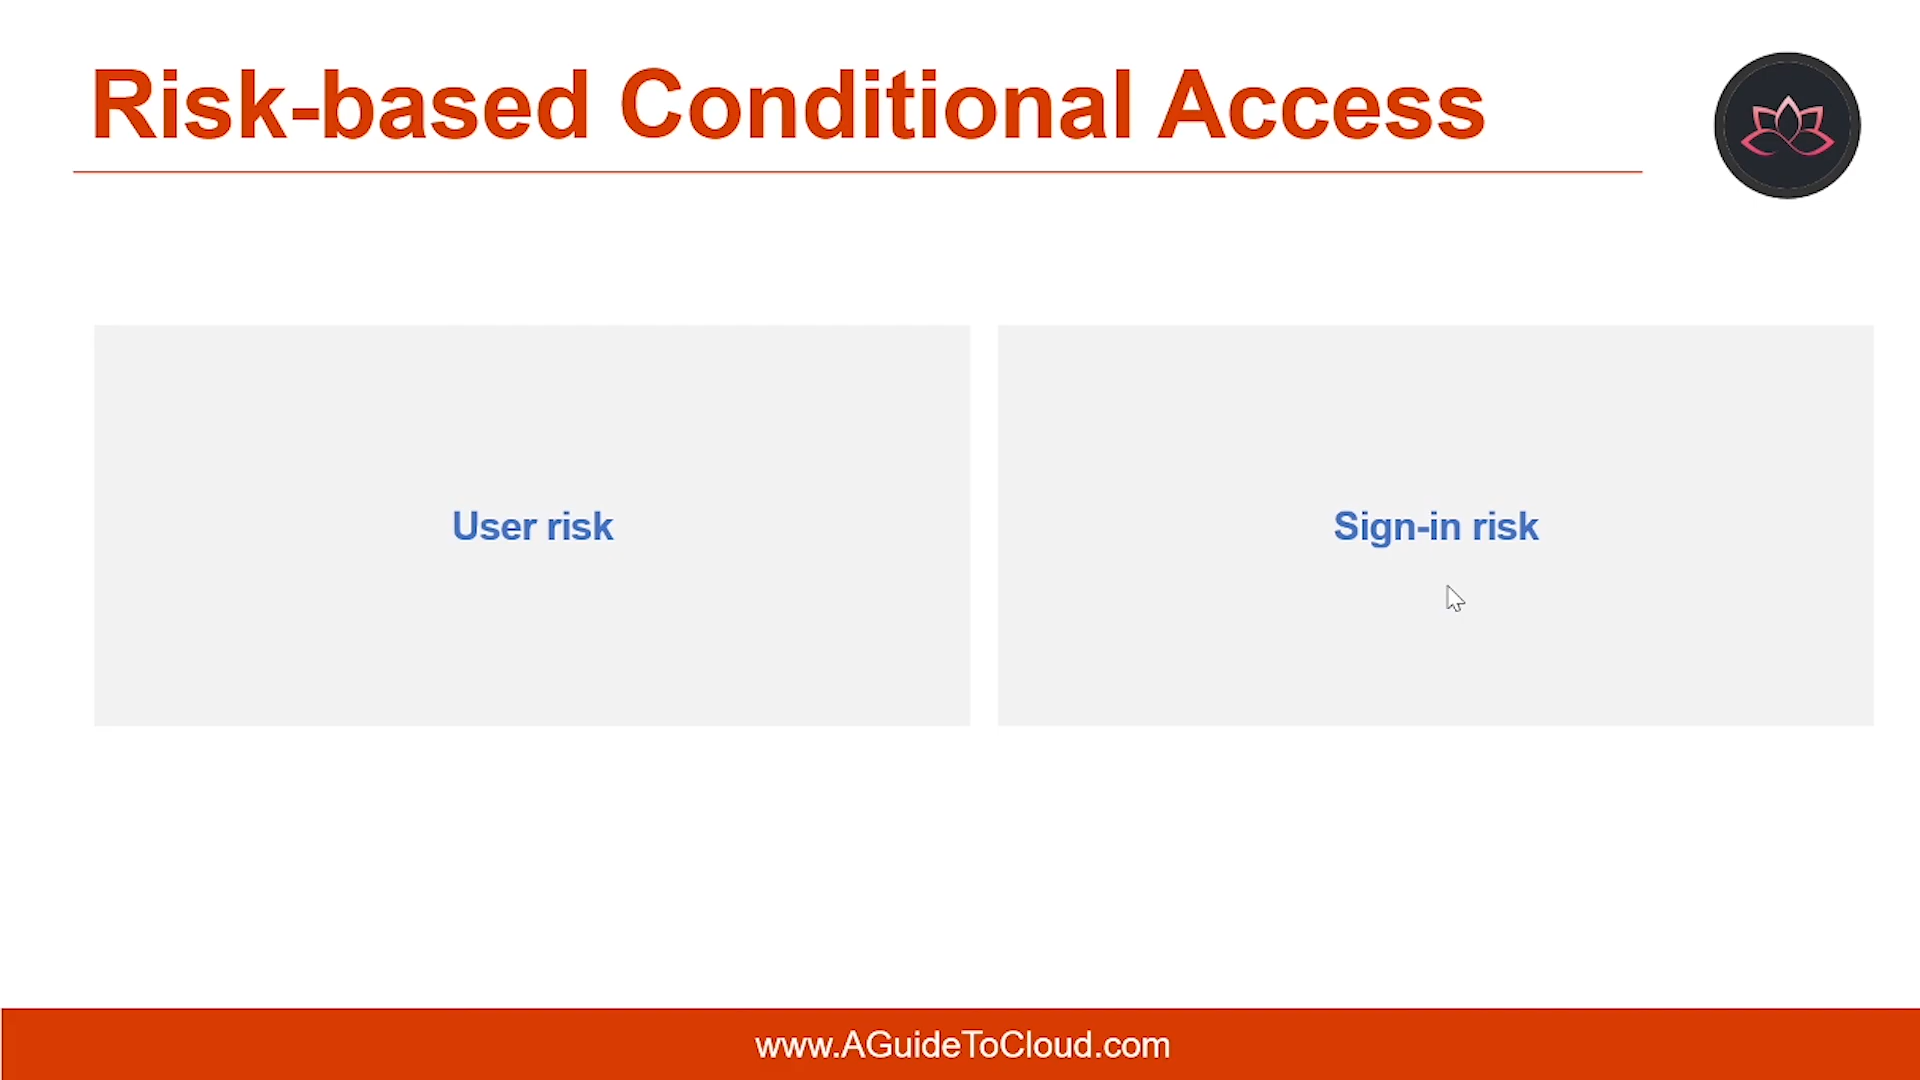 Risk-based Conditional Access
User risk
Sign-in risk
www.AGuideToCloud.com